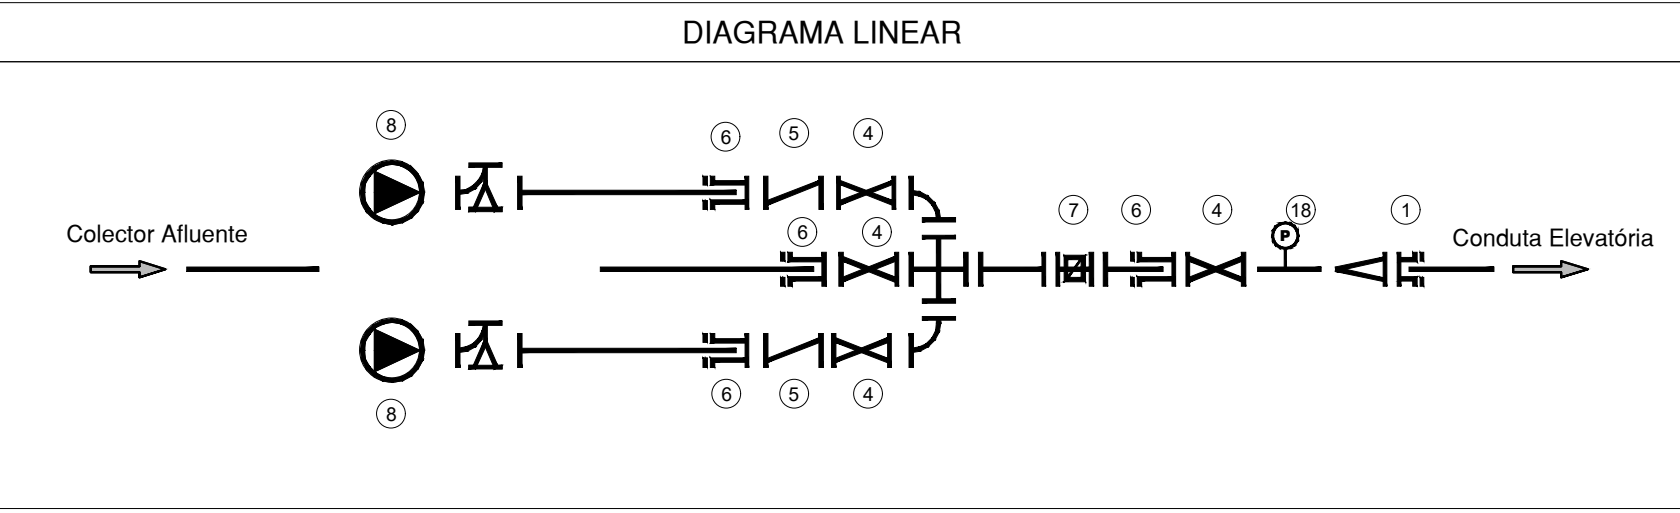 DIAGRAMA LINEAR
8
6 5 4
6 4
7 6 4 18 1
P
Colector Afluente
Conduta Elevatória
6 5 4
8